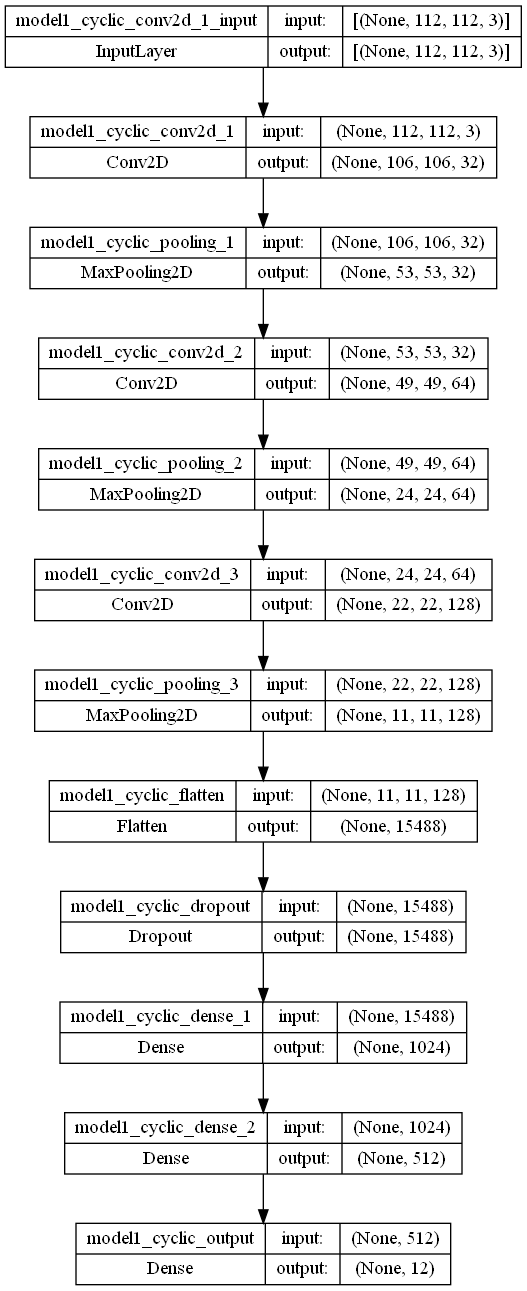 model1_cyclic_conv2d_1_input input: [(None, 112, 112, 3)]
InputLayer output: [(None, 112, 112, 3)]
model1_cyclic_conv2d_1 input: (None, 112, 112, 3)
Conv2D output: (None, 106, 106, 32)
model1_cyclic_pooling_1 input: (None, 106, 106, 32)
MaxPooling2D output: (None, 53, 53, 32)
model1_cyclic_conv2d_2 input: (None, 53, 53, 32)
Conv2D output: (None, 49, 49, 64)
model1_cyclic_pooling_2 input: (None, 49, 49, 64)
MaxPooling2D output: (None, 24, 24, 64)
model1_cyclic_conv2d_3 input: (None, 24, 24, 64)
Conv2D output: (None, 22, 22, 128)
model1_cyclic_pooling_3 input: (None, 22, 22, 128)
MaxPooling2D output: (None, 11, 11, 128)
model1_cyclic_flatten input: (None, 11, 11, 128)
Flatten output: (None, 15488)
model1_cyclic_dropout input: (None, 15488)
Dropout output: (None, 15488)
model1_cyclic_dense_1 input: (None, 15488)
Dense output: (None, 1024)
model1_cyclic_dense_2 input: (None, 1024)
Dense output: (None, 512)
model1_cyclic_output input: (None, 512)
Dense output: (None, 12)